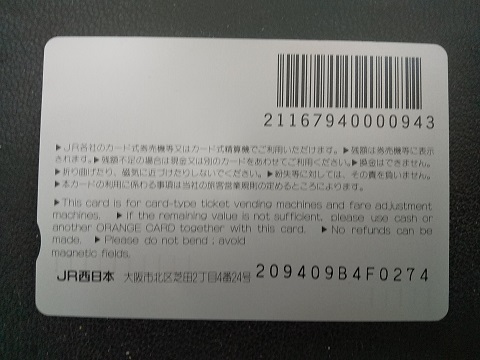 21167940000943
▶JR各社のカード式券売機等又はカード式精算機でご利用いただけます。▶残額は券売機等に表示
されます。▶残額不足の場合は現金又は別のカードをあわせてご利用ください。▶換金はできません。
▶折り曲げたり、磁気に近づけたりしないでください。▶紛失等に対しては、その責を負いません。
▶本カードの利用に係わる事項は当社の旅客営業規則の定めるところによります。
▶This card is for card-type ticket vending machines and fare adjustment
machines. ▶If the remaining value is not sufficient, please use cash or
another ORANGE CARD together with this card. ▶No refunds can be
made. ▶Please do not bend; avoid
magnetic fields.
JR西日本 大阪市北区芝田2丁目4番24号 209409B4F0274